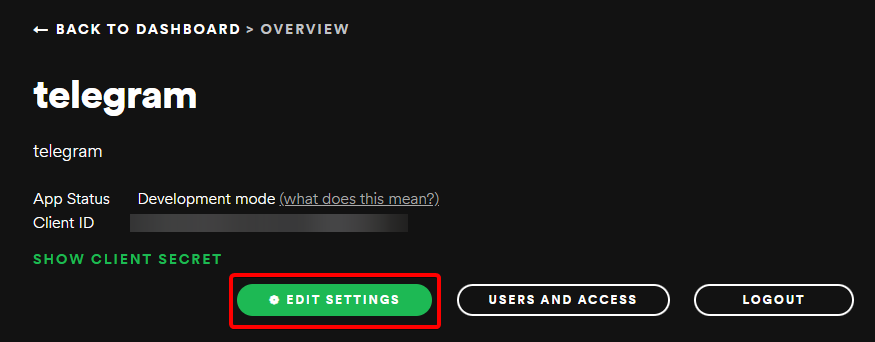 ← BACK TO DASHBOARD > OVERVIEW
telegram
telegram
App Status Development mode (what does this mean?)
Client ID
SHOW CLIENT SECRET
EDIT SETTINGS USERS AND ACCESS LOGOUT